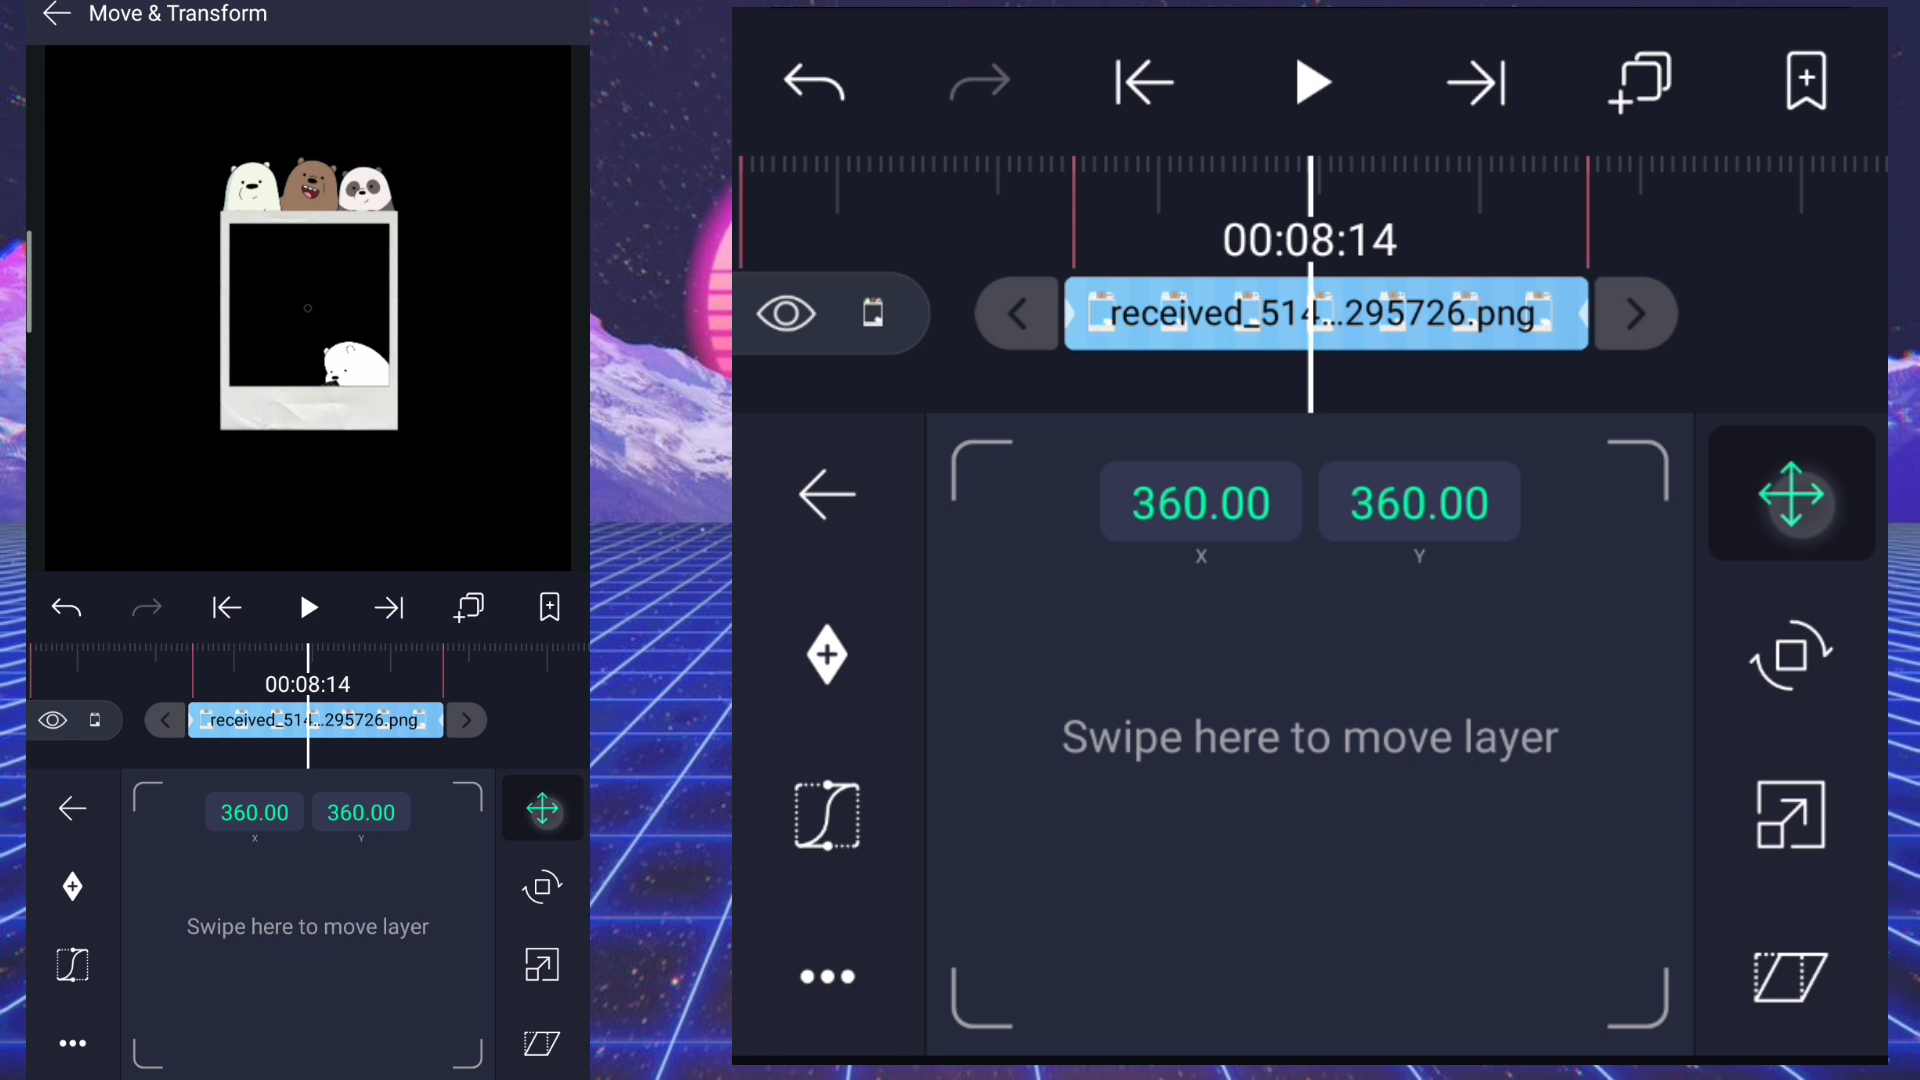 Move & Transform
00:08:14
received_514...295726.png
360.00 360.00
X Y
Swipe here to move layer
00:08:14
received_514...295726.png
360.00 360.00
X Y
Swipe here to move layer